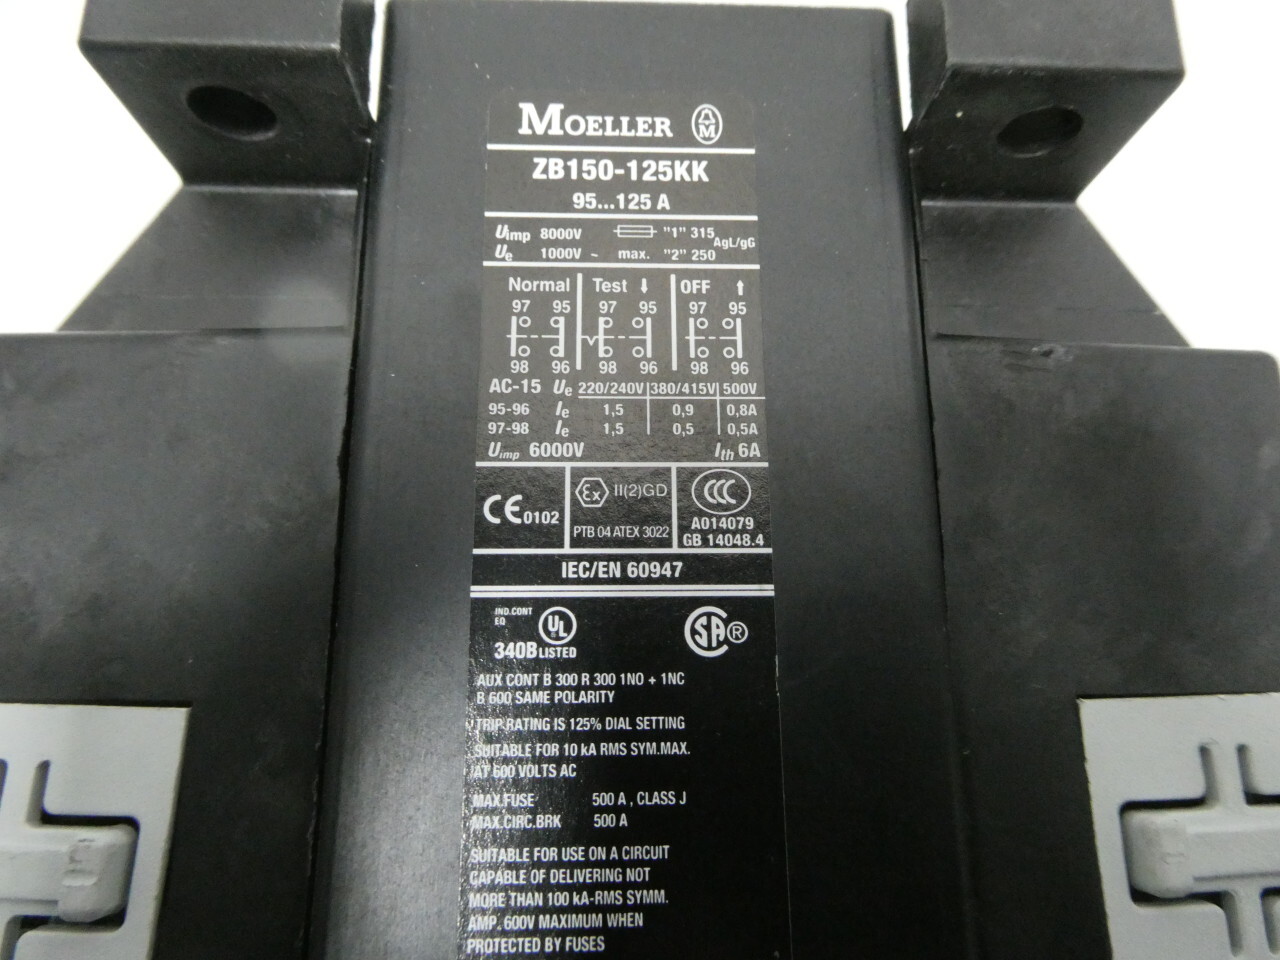 MOELLER M
ZB150-125KK
95...125 A
Uimp 8000V "1" 315 AgL/gG
Ue 1000V ~ max. "2" 250
Normal Test ↓ OFF ↑
97 95 97 95 97 95
98 96 98 96 98 96
AC-15 Ue 220/240V 380/415V 500V
95-96 Ie 1,5 0,9 0,8A
97-98 Ie 1,5 0,5 0,5A
Uimp 6000V Ith 6A
CE 0102 Ex II(2)GD CCC
PTB 04 ATEX 3022 A014079
GB 14048.4
IEC/EN 60947
IND.CONT
EQ UL SA ®
340B LISTED
AUX CONT B 300 R 300 1NO + 1NC
B 600 SAME POLARITY
TRIP RATING IS 125% DIAL SETTING
SUITABLE FOR 10 kA RMS SYM.MAX.
AT 600 VOLTS AC
MAX.FUSE 500 A , CLASS J
MAX.CIRC.BRK 500 A
SUITABLE FOR USE ON A CIRCUIT
CAPABLE OF DELIVERING NOT
MORE THAN 100 kA-RMS SYMM.
AMP. 600V MAXIMUM WHEN
PROTECTED BY FUSES